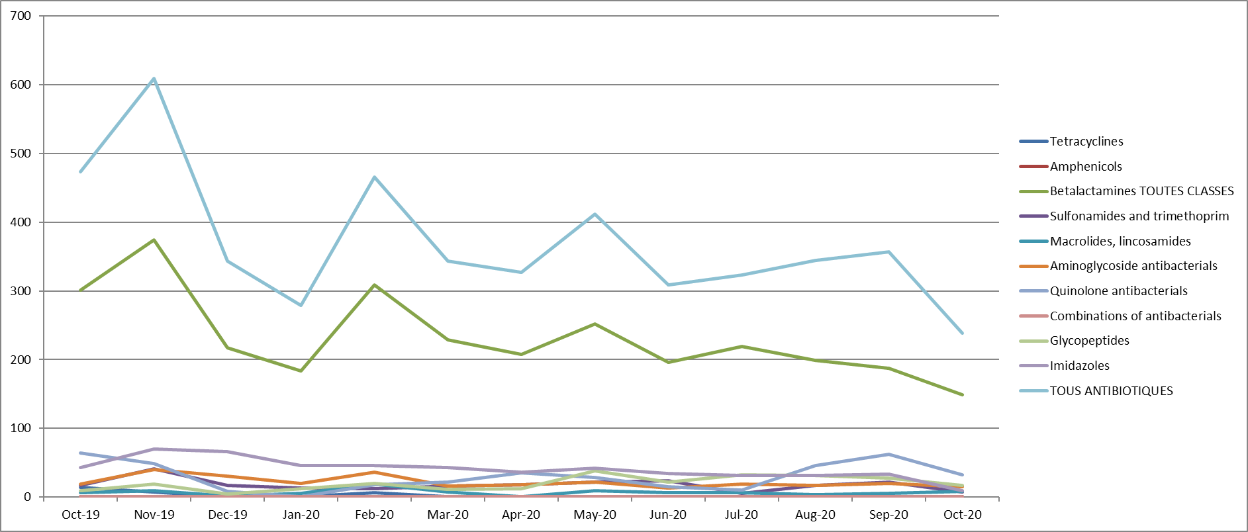 700
600
500
400
300
200
100
0
Oct-19 Nov-19 Dec-19 Jan-20 Feb-20 Mar-20 Apr-20 May-20 Jun-20 Jul-20 Aug-20 Sep-20 Oct-20
Tetracyclines
Amphenicols
Betalactamines TOUTES CLASSES
Sulfonamides and trimethoprim
Macrolides, lincosamides
Aminoglycoside antibacterials
Quinolone antibacterials
Combinations of antibacterials
Glycopeptides
Imidazoles
TOUS ANTIBIOTIQUES